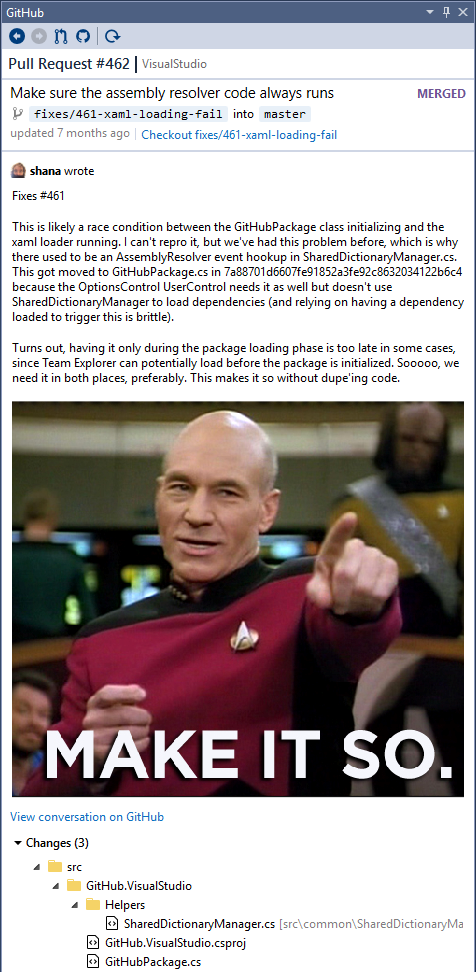 GitHub
Pull Request #462 | VisualStudio
Make sure the assembly resolver code always runs MERGED
fixes/461-xaml-loading-fail into master
updated 7 months ago | Checkout fixes/461-xaml-loading-fail
shana wrote
Fixes #461
This is likely a race condition between the GitHubPackage class initializing and the
xaml loader running. I can't repro it, but we've had this problem before, which is why
there used to be an AssemblyResolver event hookup in SharedDictionaryManager.cs.
This got moved to GitHubPackage.cs in 7a88701d6607fe91852a3fe92c8632034122b6c4
because the OptionsControl UserControl needs it as well but doesn't use
SharedDictionaryManager to load dependencies (and relying on having a dependency
loaded to trigger this is brittle).
Turns out, having it only during the package loading phase is too late in some cases,
since Team Explorer can potentially load before the package is initialized. Sooooo, we
need it in both places, preferably. This makes it so without dupe'ing code.
MAKE IT SO.
View conversation on GitHub
Changes (3)
src
GitHub.VisualStudio
Helpers
SharedDictionaryManager.cs [src\common\SharedDictionaryMa
GitHub.VisualStudio.csproj
GitHubPackage.cs